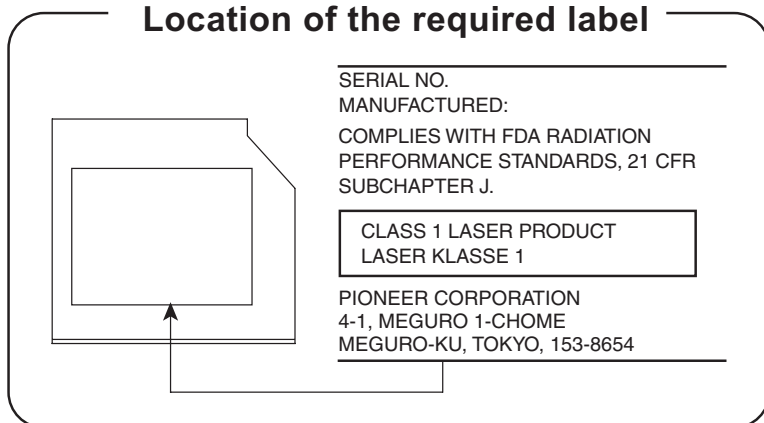 Location of the required label
SERIAL NO.
MANUFACTURED:
COMPLIES WITH FDA RADIATION
PERFORMANCE STANDARDS, 21 CFR
SUBCHAPTER J.
CLASS 1 LASER PRODUCT
LASER KLASSE 1
PIONEER CORPORATION
4-1, MEGURO 1-CHOME
MEGURO-KU, TOKYO, 153-8654